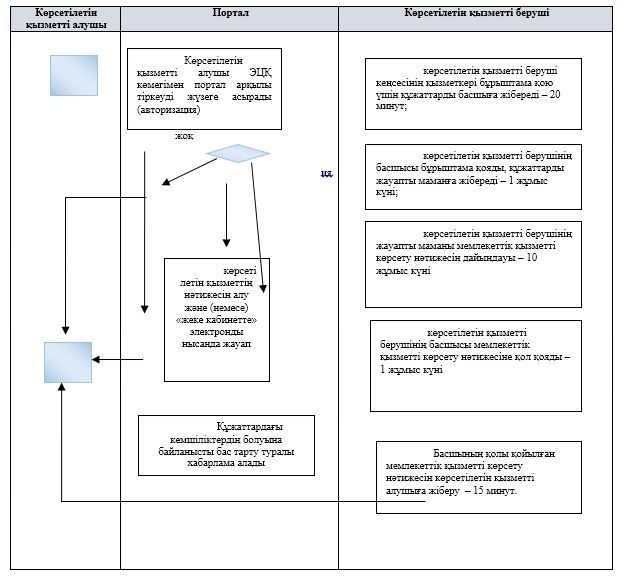 Көрсетілетін
қызметті алушы
Портал
Көрсетілетін қызметті беруші
Көрсетілетін
қызметті алушы ЭЦҚ
көмегімен портал арқылы
тіркеуді жүзеге асырады
(авторизация)
жоқ
ия
көрсеті
летін қызметтің
нәтижесін алу
және (немесе)
«жеке кабинетте»
электронды
нысанда жауап
Құжаттардағы
кемшіліктердің болуына
байланысты бас тарту туралы
хабарлама алады
көрсетілетін қызметті беруші
кеңсесінің қызметкері бұрыштама қою
үшін құжаттарды басшыға жібереді – 20
минут;
көрсетілетін қызметті берушінің
басшысы бұрыштама қояды, құжаттарды
жауапты маманға жібереді – 1 жұмыс
күні;
көрсетілетін қызметті берушінің
жауапты маманы мемлекеттік қызметті
көрсету нәтижесін дайындауы – 10
жұмыс күні
көрсетілетін қызметті
берушінің басшысы мемлекеттік
қызметті көрсету нәтижесіне қол қояды –
1 жұмыс күні
Басшының қолы қойылған
мемлекеттік қызметті көрсету
нәтижесін көрсетілетін қызметті
алушыға жіберу – 15 минут.